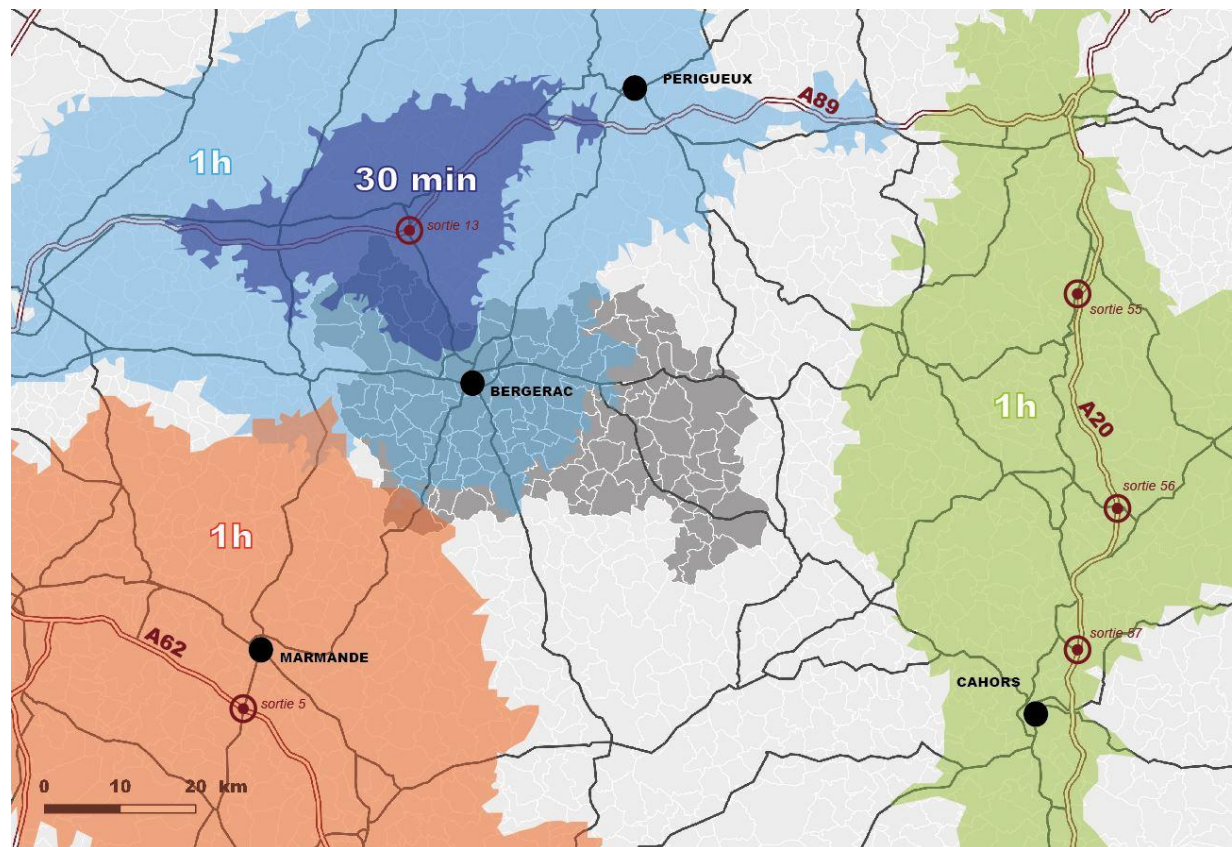 PERIGUEUX
A89
1h
30 min
sortie 13
sortie 55
BERGERAC
1h
A20
sortie 56
1h
A62
sortie 57
MARMANDE
CAHORS
sortie 5
0 10 20 km